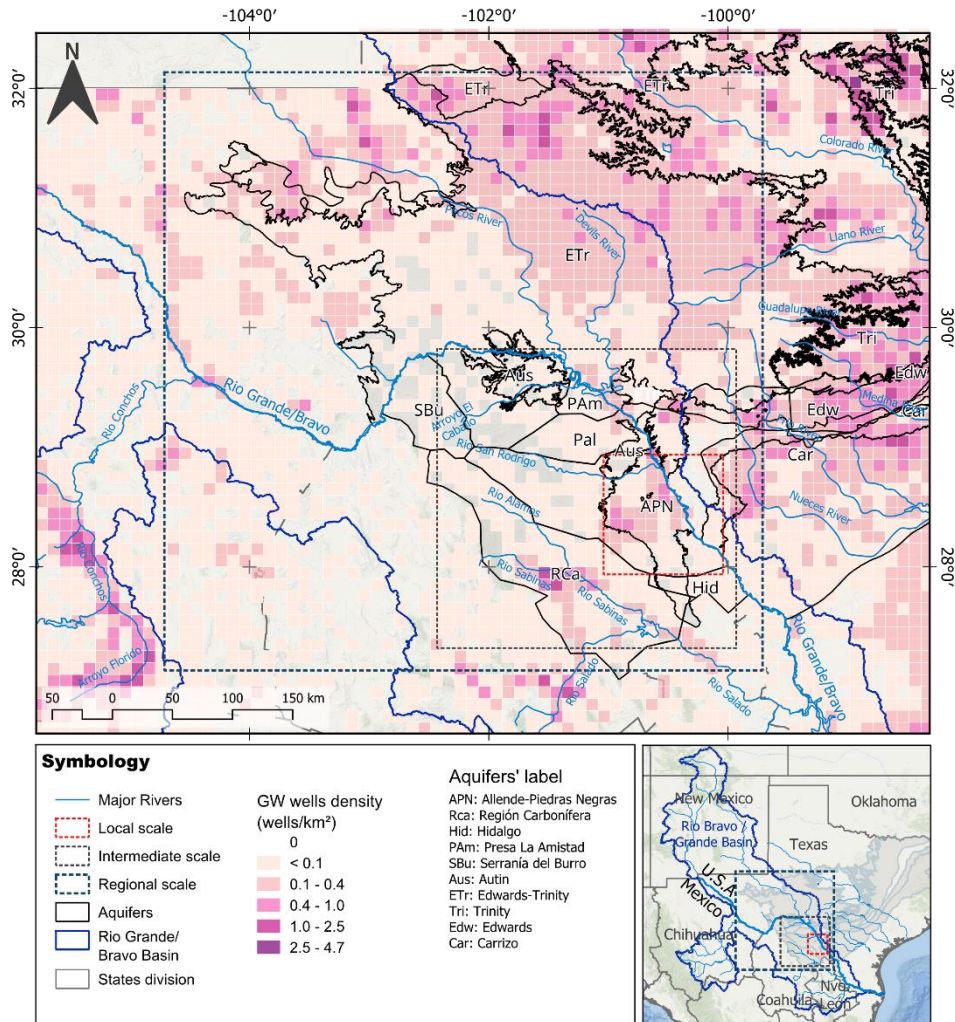 -104°0' -102°0' -100°0'
N
32°0'
32°0'
ETr
ETr
Tri
Colorado River
Pecos River
Devils River
Llano River
ETr
30°0'
30°0'
Guadalupe River
Tri
Aus
Edw
Rio Grande/Bravo
Medina River
SBu
PAm
Edw
Car
Rio Conchos
Arroyo El
Caballo
Pal
Frio River
Rio San Rodrigo
Aus
Car
Rio Alamos
APN
Nueces River
28°0'
28°0'
Rio Conchos
Rio Sabinas
RCa
Rio Sabinas
Hid
Arroyo Florido
Rio Salado
Rio Salado
Rio Grande/Bravo
50 0 50 100 150 km
Symbology
Major Rivers
Local scale
Intermediate scale
Regional scale
Aquifers
Rio Grande/
Bravo Basin
States division
GW wells density
(wells/km²)
0
< 0.1
0.1 - 0.4
0.4 - 1.0
1.0 - 2.5
2.5 - 4.7
Aquifers' label
APN: Allende-Piedras Negras
Rca: Región Carbonífera
Hid: Hidalgo
PAm: Presa La Amistad
SBu: Serranía del Burro
Aus: Autin
ETr: Edwards-Trinity
Tri: Trinity
Edw: Edwards
Car: Carrizo
New Mexico
Oklahoma
Rio Bravo /
Grande Basin
Texas
U.S.A
Mexico
Chihuahua
Coahuila
Nvo
León